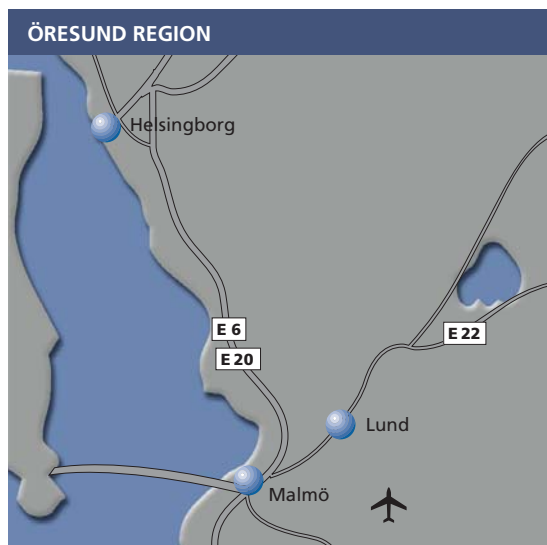 ÖRESUND REGION
Helsingborg
E 6
E 20
E 22
Lund
Malmö